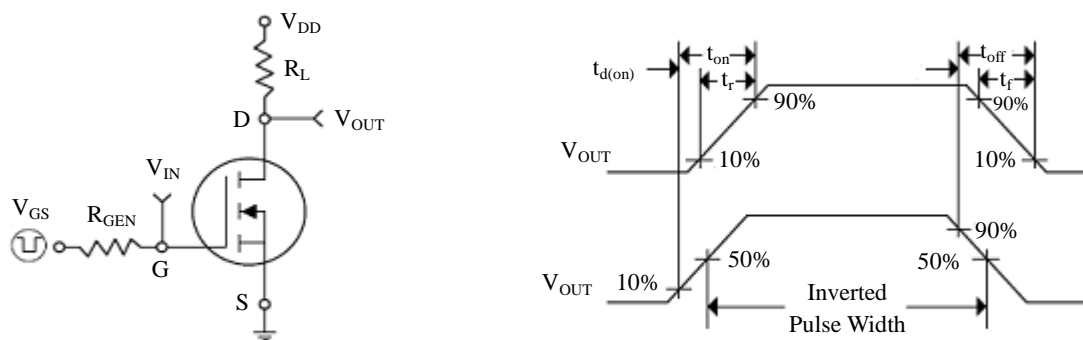 V_DD
R_L
D
V_OUT
V_IN
V_GS
R_GEN
G
S
t_on
t_off
t_d(on)
t_r
t_f
90%
90%
V_OUT
10%
10%
90%
50%
50%
10%
V_OUT
Inverted
Pulse Width